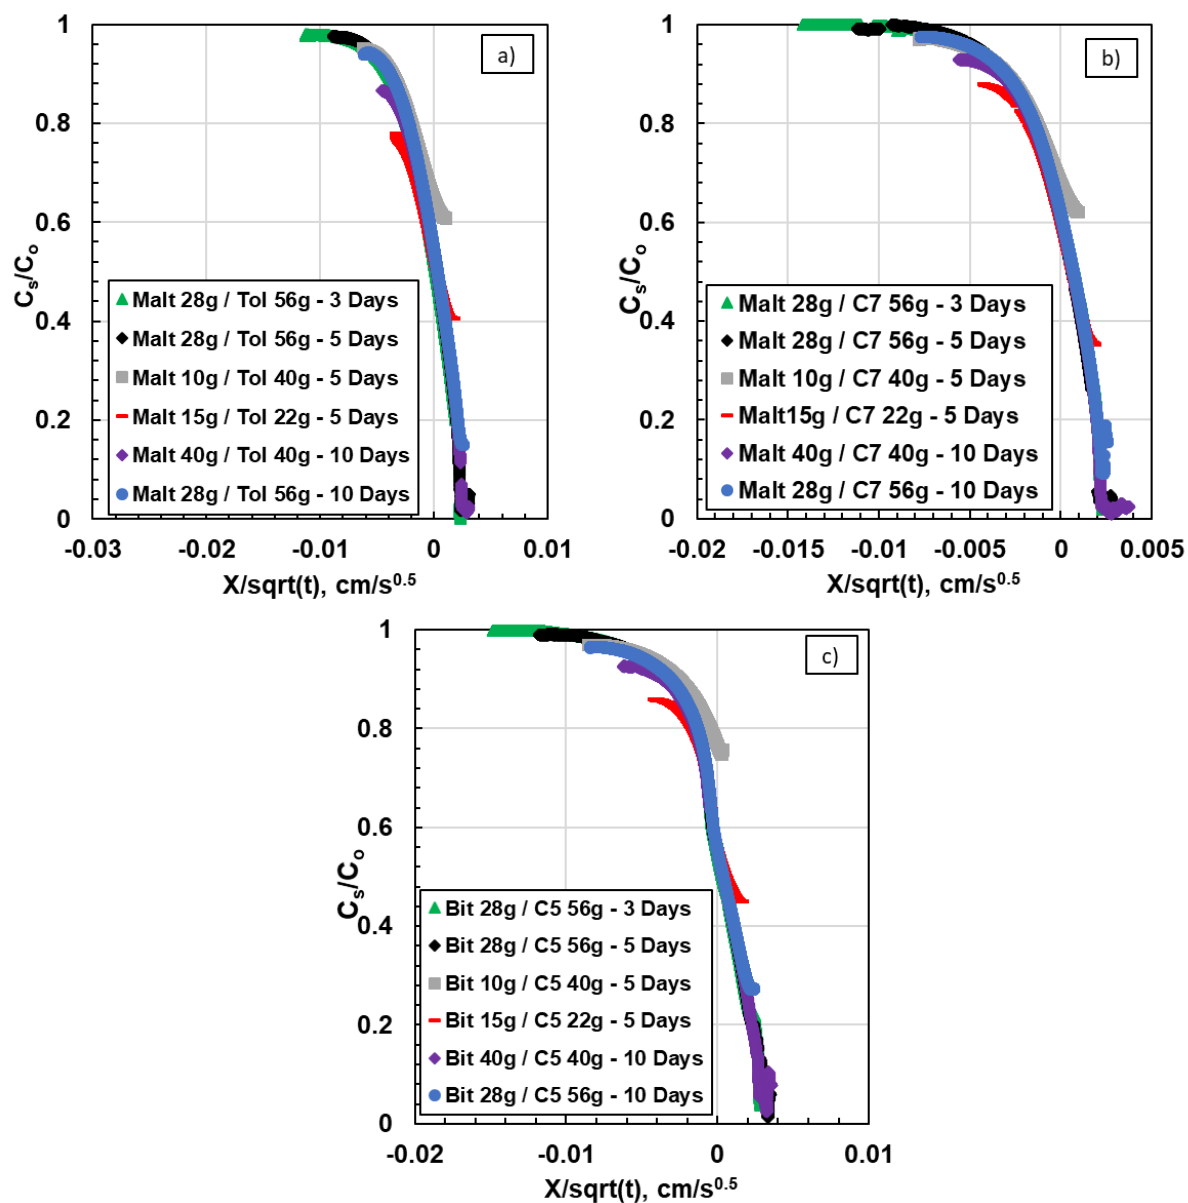 a)
1
0.8
0.6
0.4
0.2
0
Cs/Co
Malt 28g / Tol 56g - 3 Days
Malt 28g / Tol 56g - 5 Days
Malt 10g / Tol 40g - 5 Days
Malt 15g / Tol 22g - 5 Days
Malt 40g / Tol 40g - 10 Days
Malt 28g / Tol 56g - 10 Days
-0.03 -0.02 -0.01 0 0.01
X/sqrt(t), cm/s^0.5
b)
1
0.8
0.6
0.4
0.2
0
Cs/Co
Malt 28g / C7 56g - 3 Days
Malt 28g / C7 56g - 5 Days
Malt 10g / C7 40g - 5 Days
Malt15g / C7 22g - 5 Days
Malt 40g / C7 40g - 10 Days
Malt 28g / C7 56g - 10 Days
-0.02 -0.015 -0.01 -0.005 0 0.005
X/sqrt(t), cm/s^0.5
c)
1
0.8
0.6
0.4
0.2
0
Cs/Co
Bit 28g / C5 56g - 3 Days
Bit 28g / C5 56g - 5 Days
Bit 10g / C5 40g - 5 Days
Bit 15g / C5 22g - 5 Days
Bit 40g / C5 40g - 10 Days
Bit 28g / C5 56g - 10 Days
-0.02 -0.01 0 0.01
X/sqrt(t), cm/s^0.5